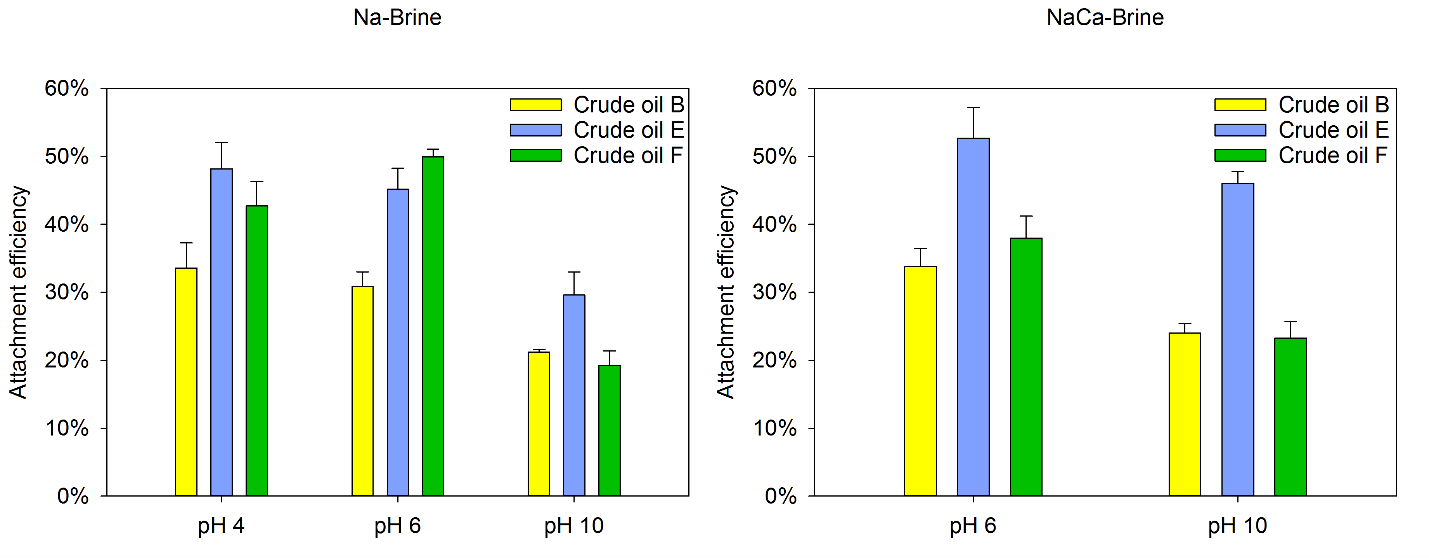 Na-Brine
Attachment efficiency
60%
50%
40%
30%
20%
10%
0%
Crude oil B
Crude oil E
Crude oil F
pH 4
pH 6
pH 10
NaCa-Brine
Attachment efficiency
60%
50%
40%
30%
20%
10%
0%
Crude oil B
Crude oil E
Crude oil F
pH 6
pH 10